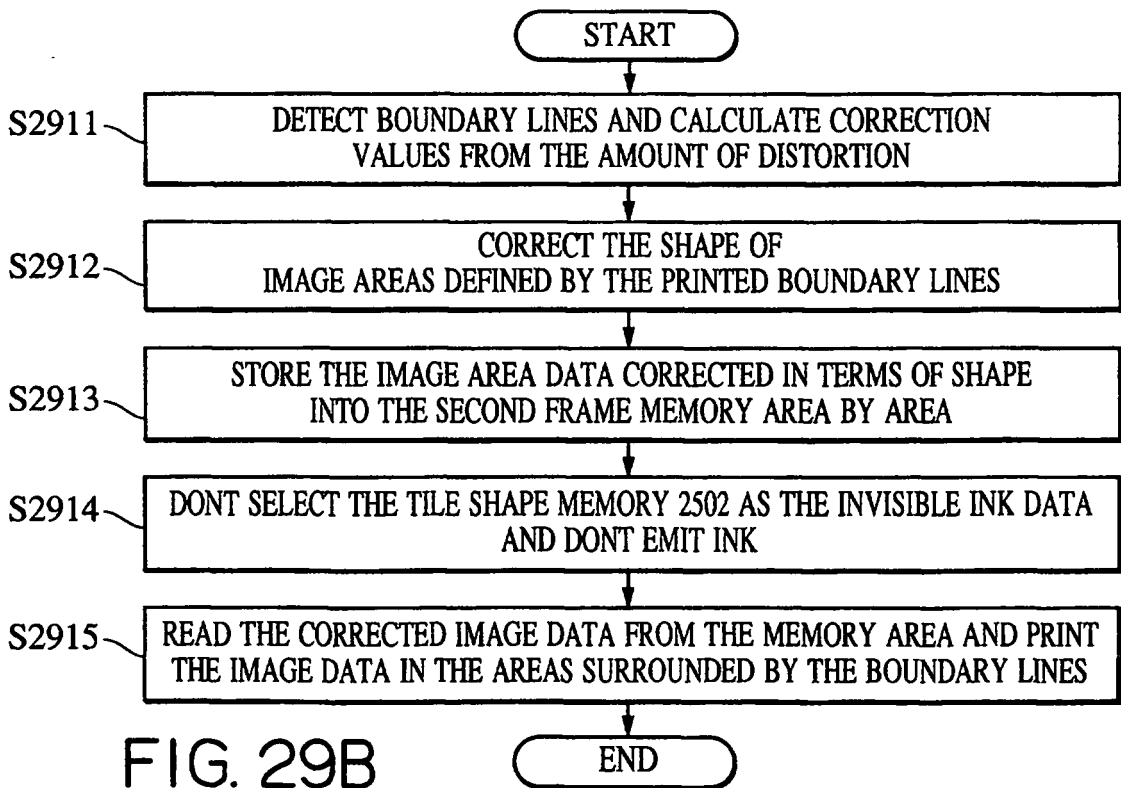 START
S2911
DETECT BOUNDARY LINES AND CALCULATE CORRECTION
VALUES FROM THE AMOUNT OF DISTORTION
S2912
CORRECT THE SHAPE OF
IMAGE AREAS DEFINED BY THE PRINTED BOUNDARY LINES
S2913
STORE THE IMAGE AREA DATA CORRECTED IN TERMS OF SHAPE
INTO THE SECOND FRAME MEMORY AREA BY AREA
S2914
DONT SELECT THE TILE SHAPE MEMORY 2502 AS THE INVISIBLE INK DATA
AND DONT EMIT INK
S2915
READ THE CORRECTED IMAGE DATA FROM THE MEMORY AREA AND PRINT
THE IMAGE DATA IN THE AREAS SURROUNDED BY THE BOUNDARY LINES
END
FIG. 29B